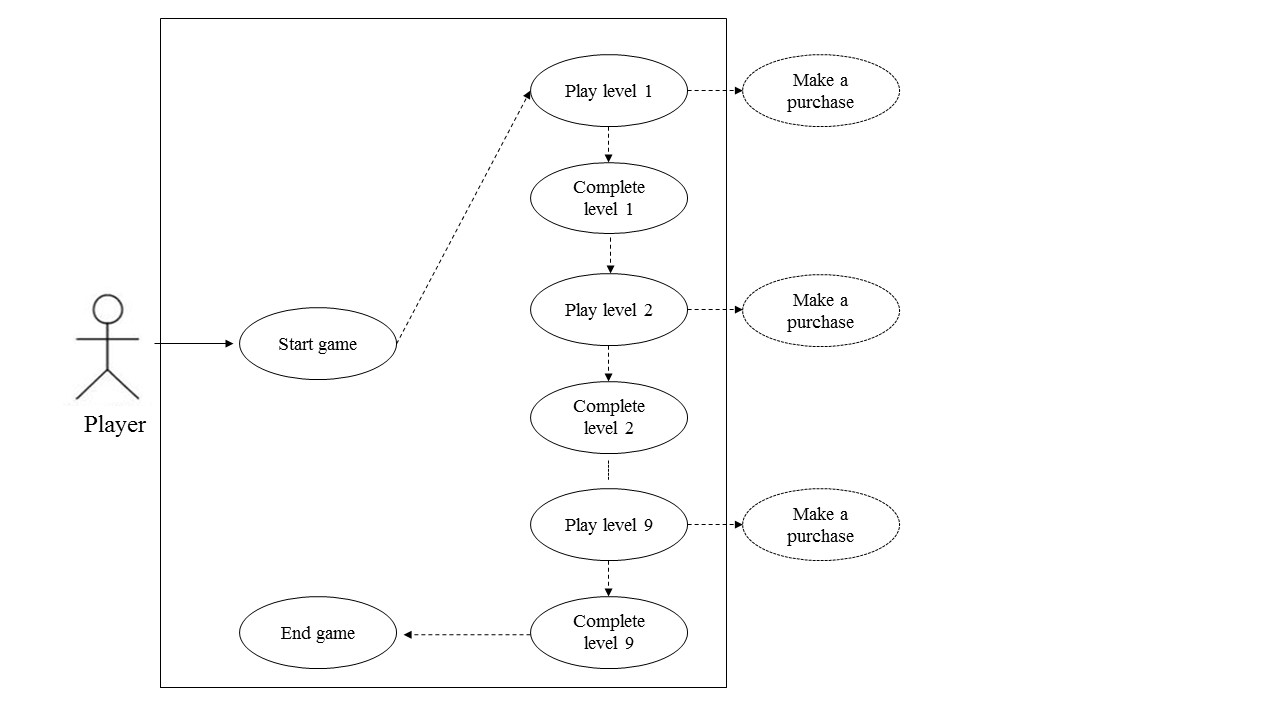 Play level 1
Make a
purchase
Complete
level 1
Play level 2
Make a
purchase
Start game
Player
Complete
level 2
Play level 9
Make a
purchase
Complete
level 9
End game